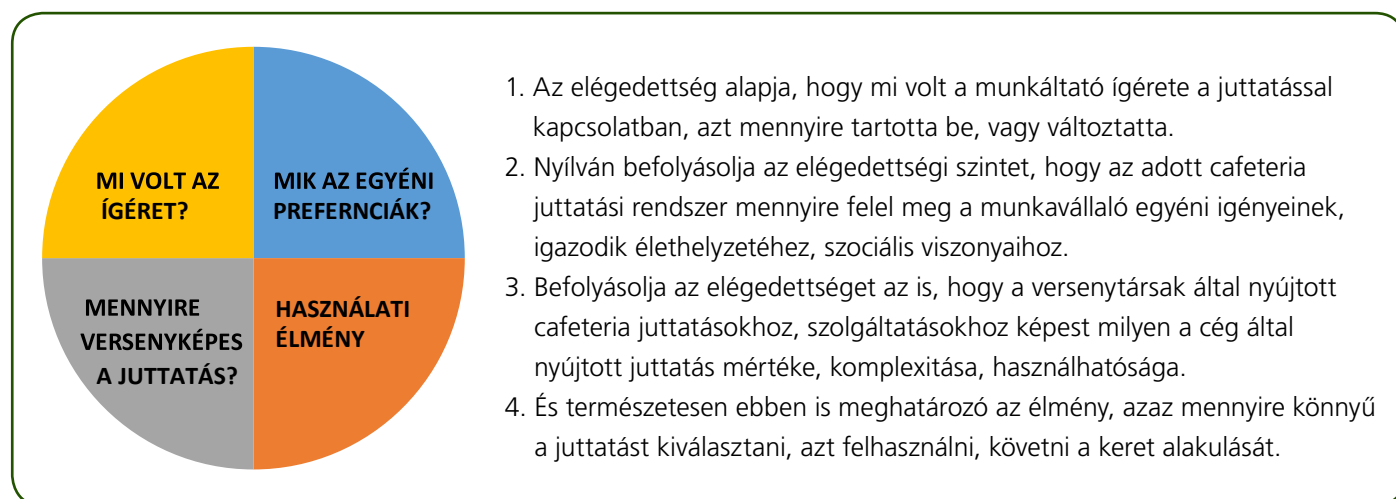 MI VOLT AZ
ÍGÉRET?
MIK AZ EGYÉNI
PREFERNCIÁK?
MENNYIRE
VERSENYKÉPES
A JUTTATÁS?
HASZNÁLATI
ÉLMÉNY
1. Az elégedettség alapja, hogy mi volt a munkáltató ígérete a juttatással
kapcsolatban, azt mennyire tartotta be, vagy változtatta.
2. Nyílván befolyásolja az elégedettségi szintet, hogy az adott cafeteria
juttatási rendszer mennyire felel meg a munkavállaló egyéni igényeinek,
igazodik élethelyzetéhez, szociális viszonyaihoz.
3. Befolyásolja az elégedettséget az is, hogy a versenytársak által nyújtott
cafeteria juttatásokhoz, szolgáltatásokhoz képest milyen a cég által
nyújtott juttatás mértéke, komplexitása, használhatósága.
4. És természetesen ebben is meghatározó az élmény, azaz mennyire könnyű
a juttatást kiválasztani, azt felhasználni, követni a keret alakulását.